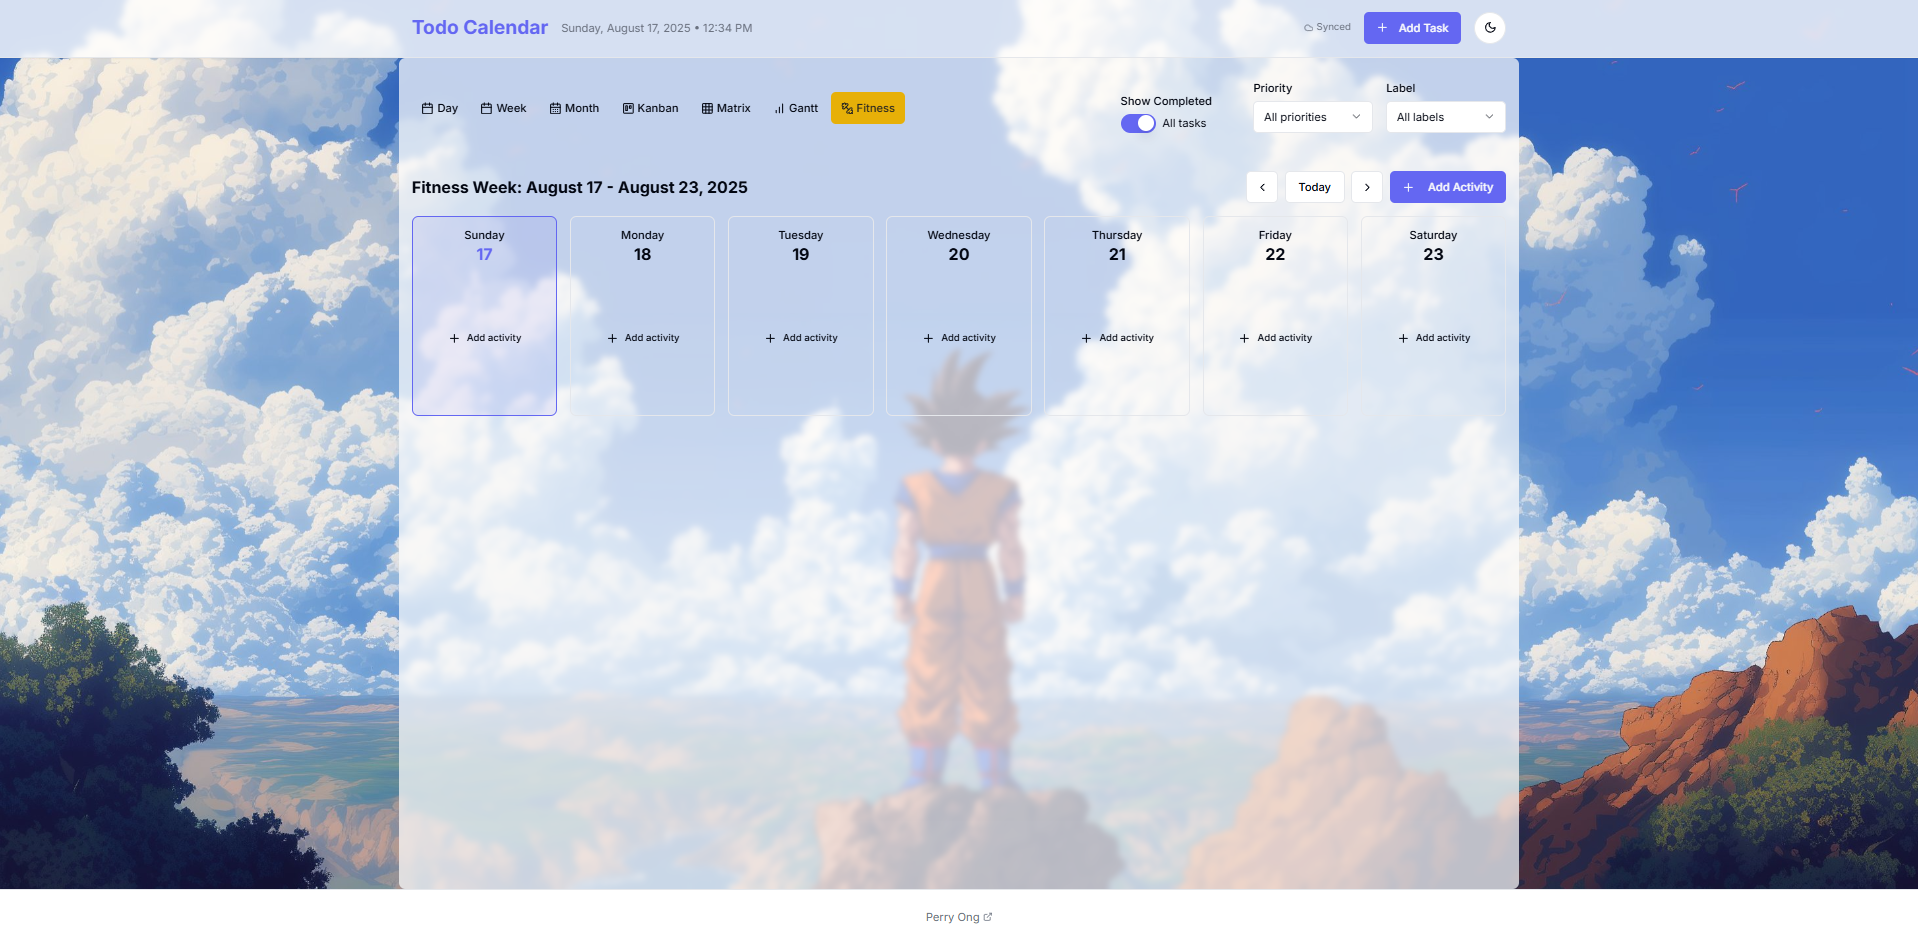 Todo Calendar Sunday, August 17, 2025 • 12:34 PM Synced + Add Task
Day Week Month Kanban Matrix Gantt Fitness
Show Completed
All tasks
Priority
All priorities
Label
All labels
Fitness Week: August 17 - August 23, 2025
Today + Add Activity
Sunday
17
+ Add activity
Monday
18
+ Add activity
Tuesday
19
+ Add activity
Wednesday
20
+ Add activity
Thursday
21
+ Add activity
Friday
22
+ Add activity
Saturday
23
+ Add activity
Perry Ong